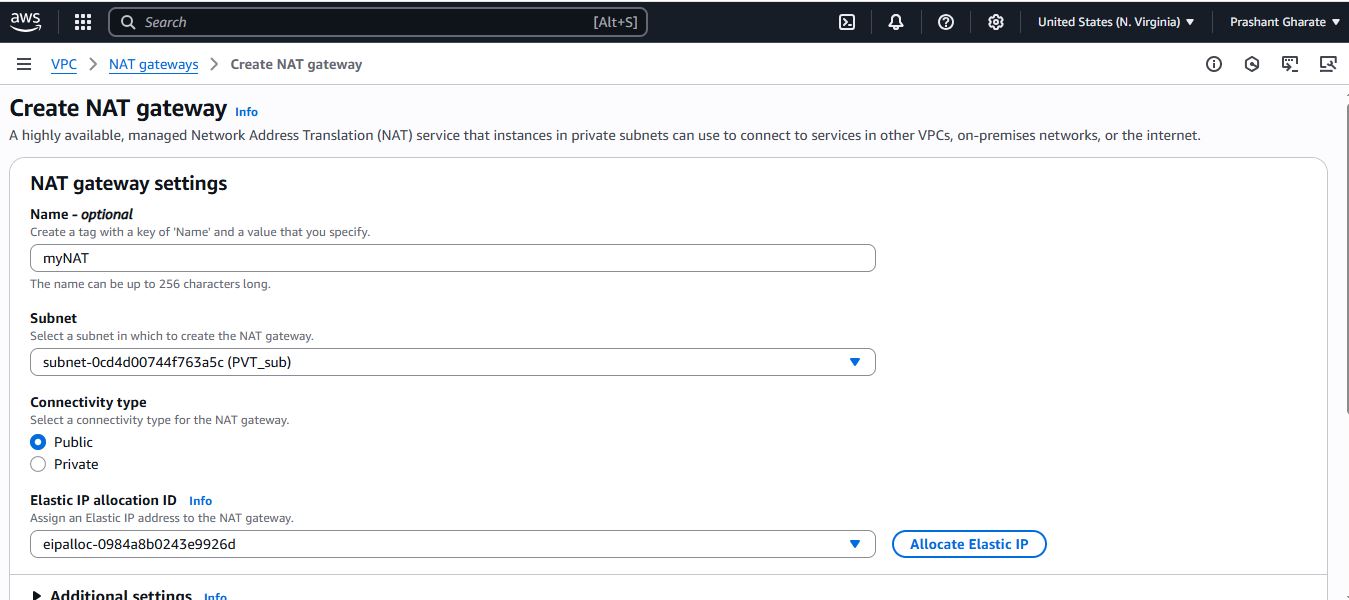 aws
Search [Alt+S]
United States (N. Virginia) Prashant Gharate
VPC NAT gateways Create NAT gateway
Create NAT gateway Info
A highly available, managed Network Address Translation (NAT) service that instances in private subnets can use to connect to services in other VPCs, on-premises networks, or the internet.
NAT gateway settings
Name - optional
Create a tag with a key of 'Name' and a value that you specify.
myNAT
The name can be up to 256 characters long.
Subnet
Select a subnet in which to create the NAT gateway.
subnet-0cd4d00744f763a5c (PVT_sub)
Connectivity type
Select a connectivity type for the NAT gateway.
Public
Private
Elastic IP allocation ID Info
Assign an Elastic IP address to the NAT gateway.
eipalloc-0984a8b0243e9926d Allocate Elastic IP
Additional settings Info